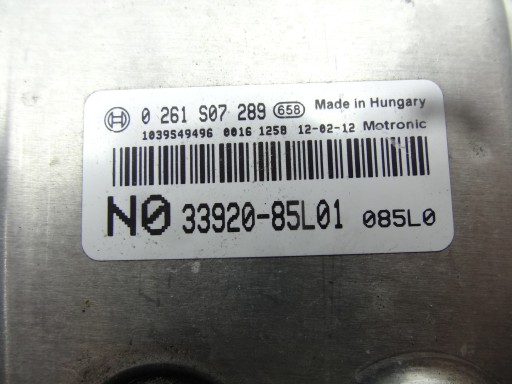 0 261 S07 289 658 Made in Hungary
1039S49496 0016 1258 12-02-12 Motronic
N0 33920-85L01 085L0